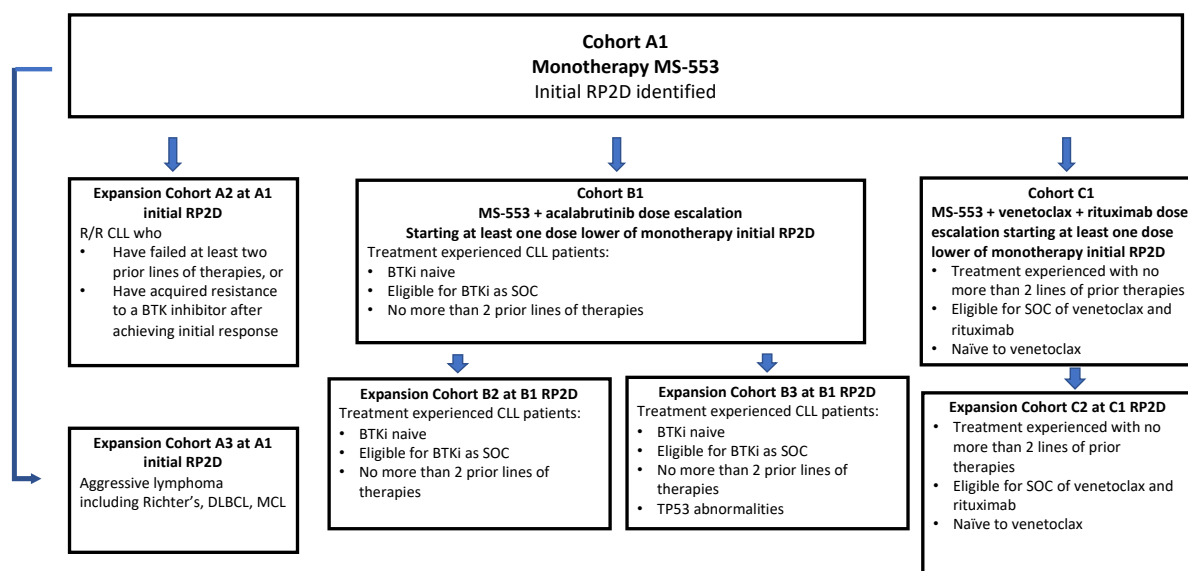 Cohort A1
Monotherapy MS-553
Initial RP2D identified
Expansion Cohort A2 at A1
initial RP2D
R/R CLL who
• Have failed at least two
prior lines of therapies, or
• Have acquired resistance
to a BTK inhibitor after
achieving initial response
Cohort B1
MS-553 + acalabrutinib dose escalation
Starting at least one dose lower of monotherapy initial RP2D
Treatment experienced CLL patients:
• BTKi naive
• Eligible for BTKi as SOC
• No more than 2 prior lines of therapies
Cohort C1
MS-553 + venetoclax + rituximab dose
escalation starting at least one dose
lower of monotherapy initial RP2D
• Treatment experienced with no
more than 2 lines of prior therapies
• Eligible for SOC of venetoclax and
rituximab
• Naïve to venetoclax
Expansion Cohort A3 at A1
initial RP2D
Aggressive lymphoma
including Richter's, DLBCL, MCL
Expansion Cohort B2 at B1 RP2D
Treatment experienced CLL patients:
• BTKi naive
• Eligible for BTKi as SOC
• No more than 2 prior lines of
therapies
Expansion Cohort B3 at B1 RP2D
Treatment experienced CLL patients:
• BTKi naive
• Eligible for BTKi as SOC
• No more than 2 prior lines of
therapies
• TP53 abnormalities
Expansion Cohort C2 at C1 RP2D
• Treatment experienced with no
more than 2 lines of prior
therapies
• Eligible for SOC of venetoclax and
rituximab
• Naïve to venetoclax